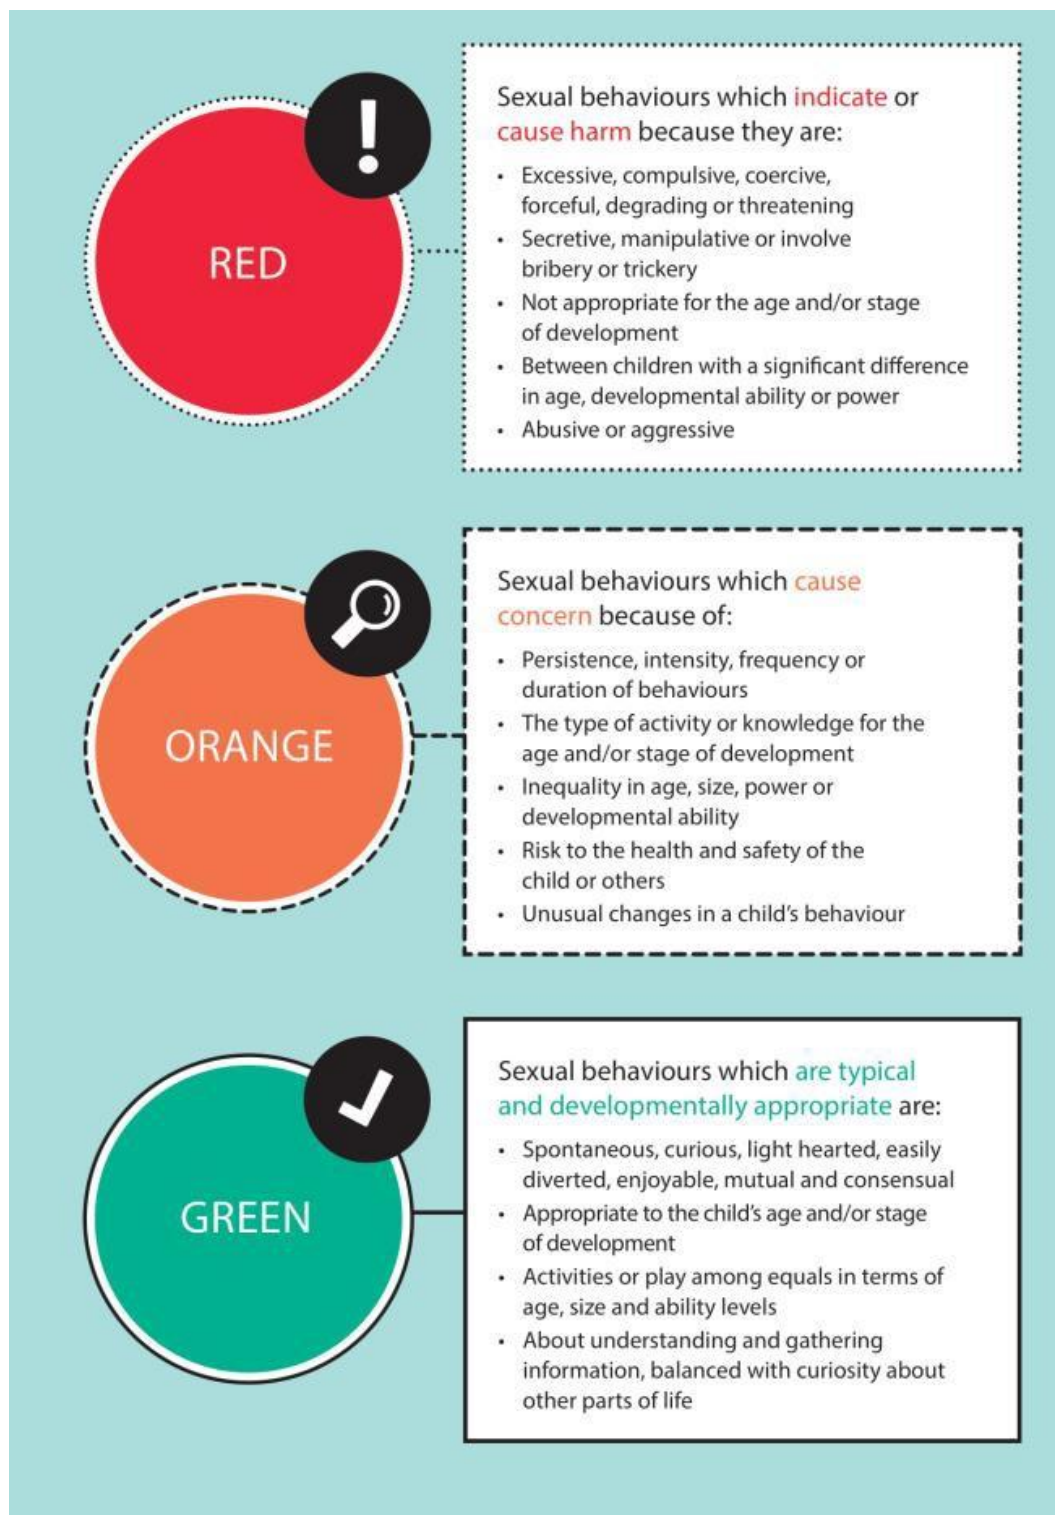 RED
Sexual behaviours which indicate or
cause harm because they are:
• Excessive, compulsive, coercive,
forceful, degrading or threatening
• Secretive, manipulative or involve
bribery or trickery
• Not appropriate for the age and/or stage
of development
• Between children with a significant difference
in age, developmental ability or power
• Abusive or aggressive
ORANGE
Sexual behaviours which cause
concern because of:
• Persistence, intensity, frequency or
duration of behaviours
• The type of activity or knowledge for the
age and/or stage of development
• Inequality in age, size, power or
developmental ability
• Risk to the health and safety of the
child or others
• Unusual changes in a child's behaviour
GREEN
Sexual behaviours which are typical
and developmentally appropriate are:
• Spontaneous, curious, light hearted, easily
diverted, enjoyable, mutual and consensual
• Appropriate to the child's age and/or stage
of development
• Activities or play among equals in terms of
age, size and ability levels
• About understanding and gathering
information, balanced with curiosity about
other parts of life